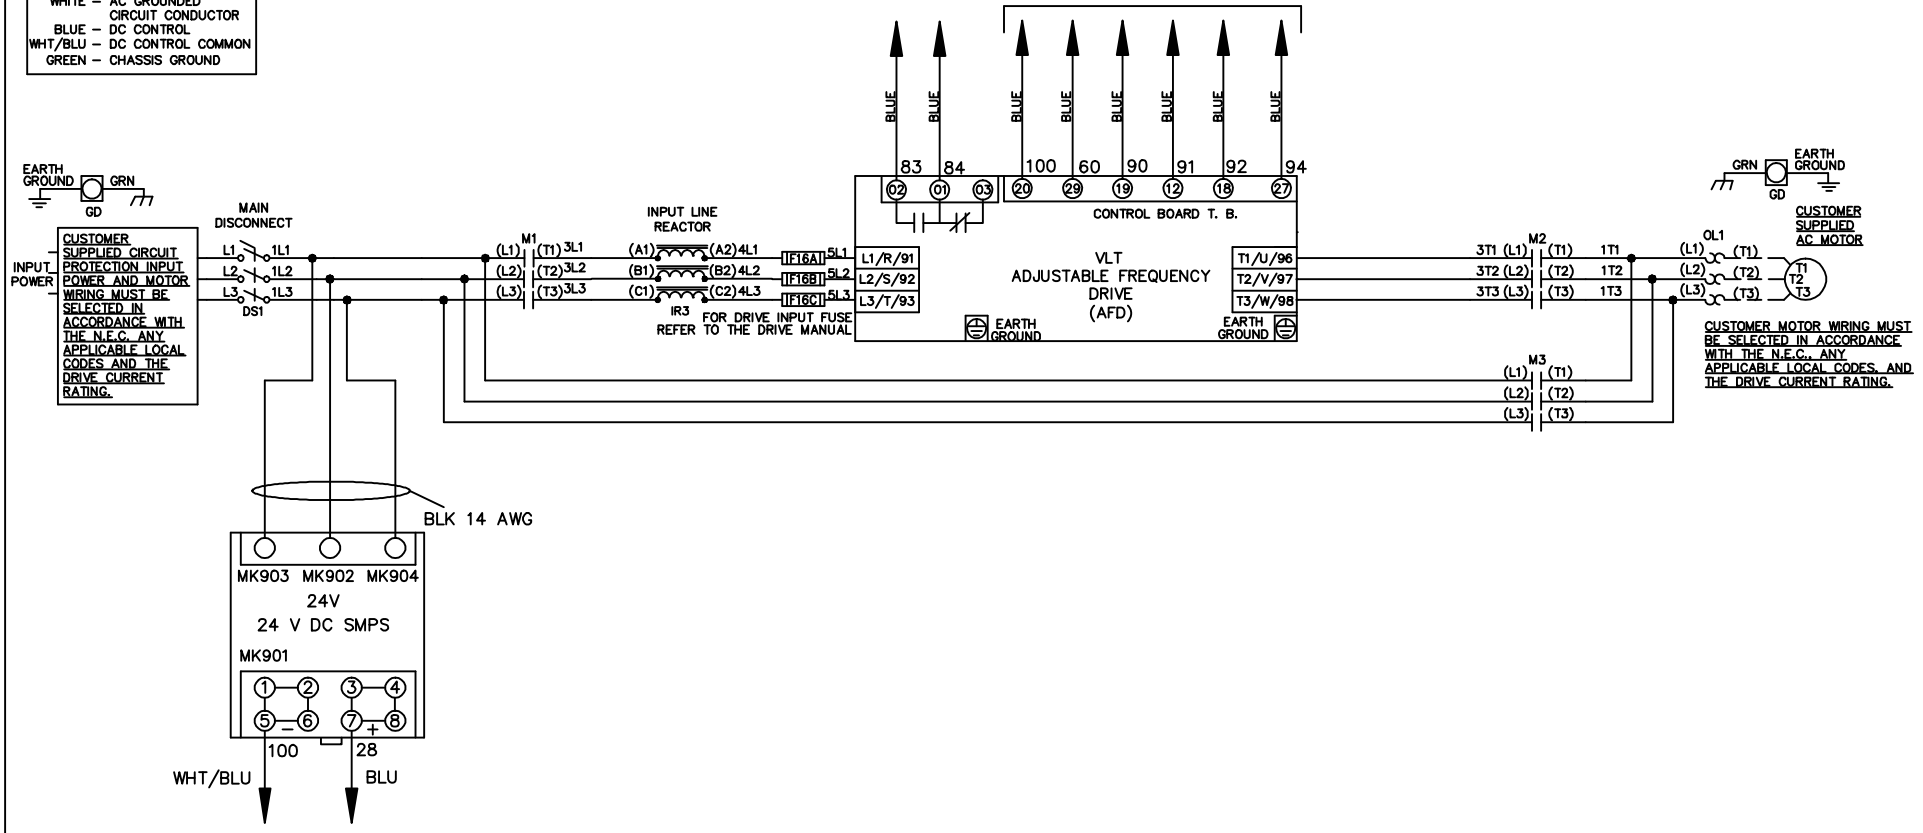 WHITE – AC GROUNDED
CIRCUIT CONDUCTOR
BLUE – DC CONTROL
WHT/BLU – DC CONTROL COMMON
GREEN – CHASSIS GROUND
BLUE
BLUE
BLUE
BLUE
BLUE
BLUE
BLUE
BLUE
83
84
100
60
90
91
92
94
02
01
03
20
29
19
12
18
27
CONTROL BOARD T. B.
EARTH
GROUND
GRN
GD
MAIN
DISCONNECT
INPUT
POWER
CUSTOMER
SUPPLIED CIRCUIT
PROTECTION INPUT
POWER AND MOTOR
WIRING MUST BE
SELECTED IN
ACCORDANCE WITH
THE N.E.C. ANY
APPLICABLE LOCAL
CODES AND THE
DRIVE CURRENT
RATING.
L1 1L1
L2 1L2
L3 1L3
DS1
M1
(L1) (T1) 3L1
(L2) (T2) 3L2
(L3) (T3) 3L3
INPUT LINE
REACTOR
(A1) (A2) 4L1
(B1) (B2) 4L2
(C1) (C2) 4L3
IR3
F16A 5L1
F16B 5L2
F16C 5L3
FOR DRIVE INPUT FUSE
REFER TO THE DRIVE MANUAL
L1/R/91
L2/S/92
L3/T/93
VLT
ADJUSTABLE FREQUENCY
DRIVE
(AFD)
T1/U/96
T2/V/97
T3/W/98
EARTH
GROUND
EARTH
GROUND
M2
3T1 (L1) (T1) 1T1
3T2 (L2) (T2) 1T2
3T3 (L3) (T3) 1T3
M3
(L1) (T1)
(L2) (T2)
(L3) (T3)
OL1
(L1) (T1)
(L2) (T2)
(L3) (T3)
GRN
EARTH
GROUND
GD
CUSTOMER
SUPPLIED
AC MOTOR
T1
T2
T3
CUSTOMER MOTOR WIRING MUST
BE SELECTED IN ACCORDANCE
WITH THE N.E.C., ANY
APPLICABLE LOCAL CODES, AND
THE DRIVE CURRENT RATING.
BLK 14 AWG
MK903 MK902 MK904
24V
24 V DC SMPS
MK901
1 2 3 4
5 6 7 8
– +
100
28
WHT/BLU
BLU